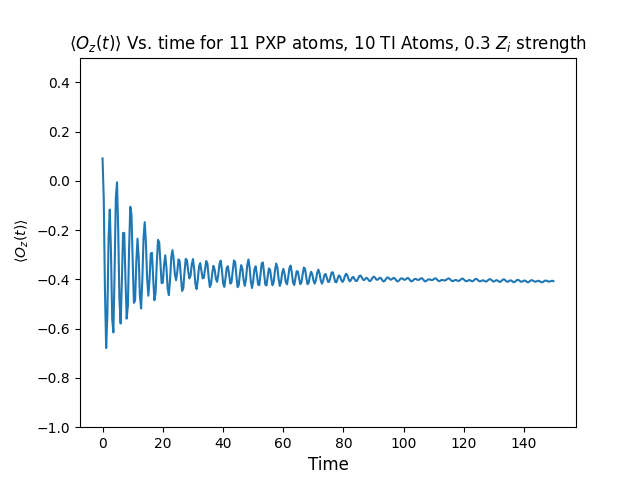 ⟨O_z(t)⟩ Vs. time for 11 PXP atoms, 10 TI Atoms, 0.3 Z_i strength
0.4
0.2
0.0
−0.2
⟨O_z(t)⟩
−0.4
−0.6
−0.8
−1.0
0 20 40 60 80 100 120 140
Time